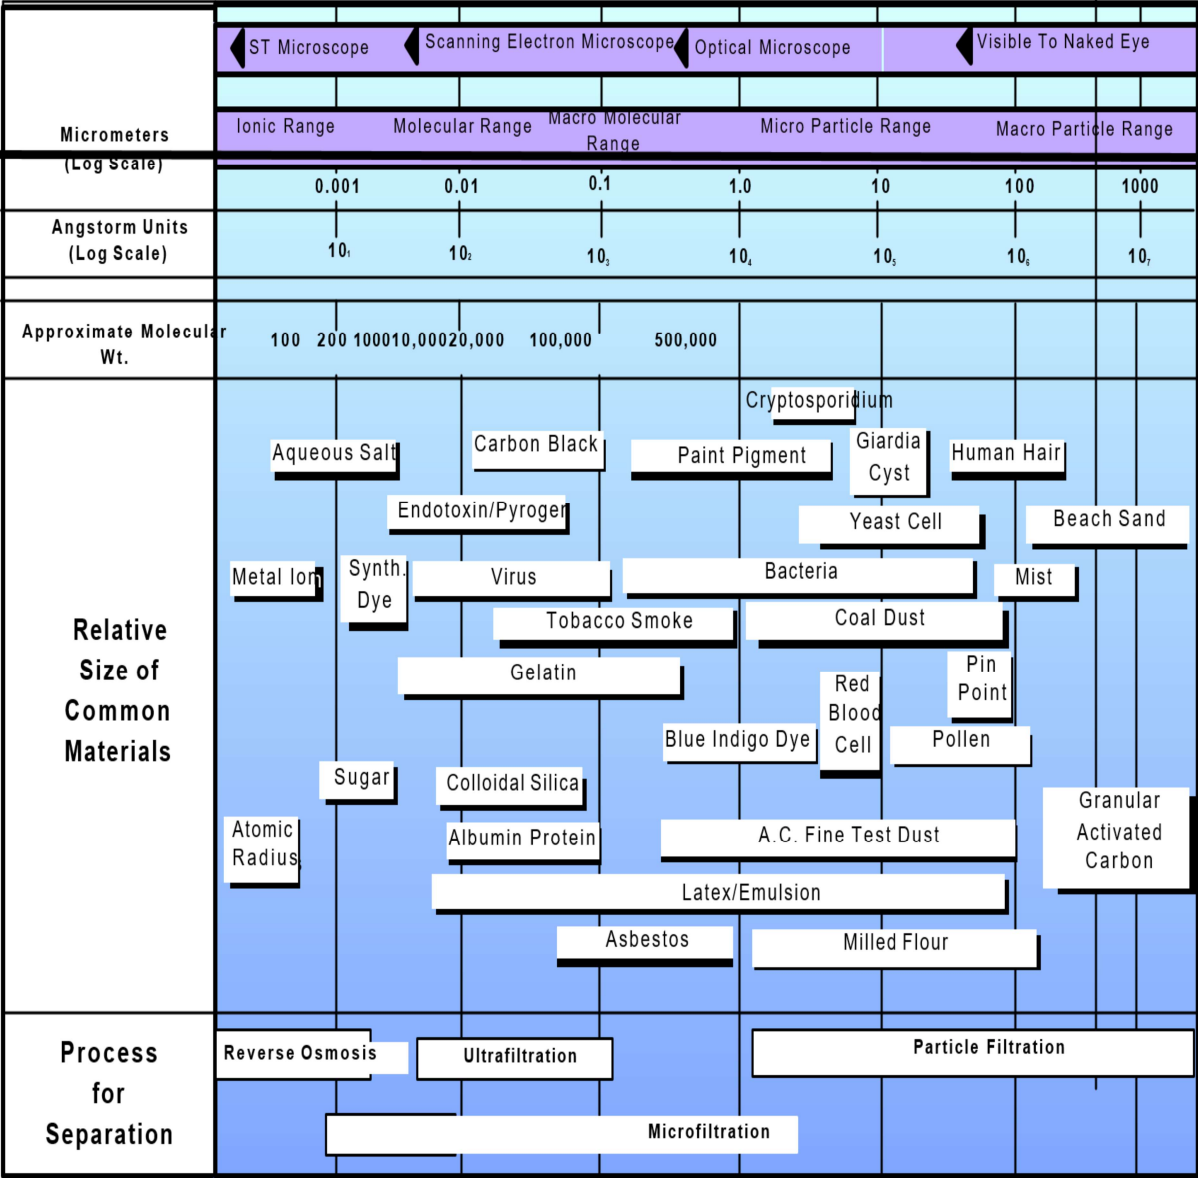 ST Microscope
Scanning Electron Microscope
Optical Microscope
Visible To Naked Eye
Micrometers
(Log Scale)
Ionic Range
Molecular Range
Macro Molecular
Range
Micro Particle Range
Macro Particle Range
0.001 0.01 0.1 1.0 10 100 1000
Angstorm Units
(Log Scale)
10₁ 10₂ 10₃ 10₄ 10₅ 10₆ 10₇
Approximate Molecular
Wt.
100 200 1000 10,000 20,000 100,000 500,000
Relative
Size of
Common
Materials
Cryptosporidium
Aqueous Salt
Carbon Black
Paint Pigment
Giardia
Cyst
Human Hair
Endotoxin/Pyroger
Yeast Cell
Beach Sand
Metal Ion
Synth.
Dye
Virus
Bacteria
Mist
Tobacco Smoke
Coal Dust
Gelatin
Red
Blood
Cell
Pin
Point
Blue Indigo Dye
Pollen
Sugar
Colloidal Silica
Atomic
Radius
Albumin Protein
A.C. Fine Test Dust
Granular
Activated
Carbon
Latex/Emulsion
Asbestos
Milled Flour
Process
for
Separation
Reverse Osmosis
Ultrafiltration
Particle Filtration
Microfiltration